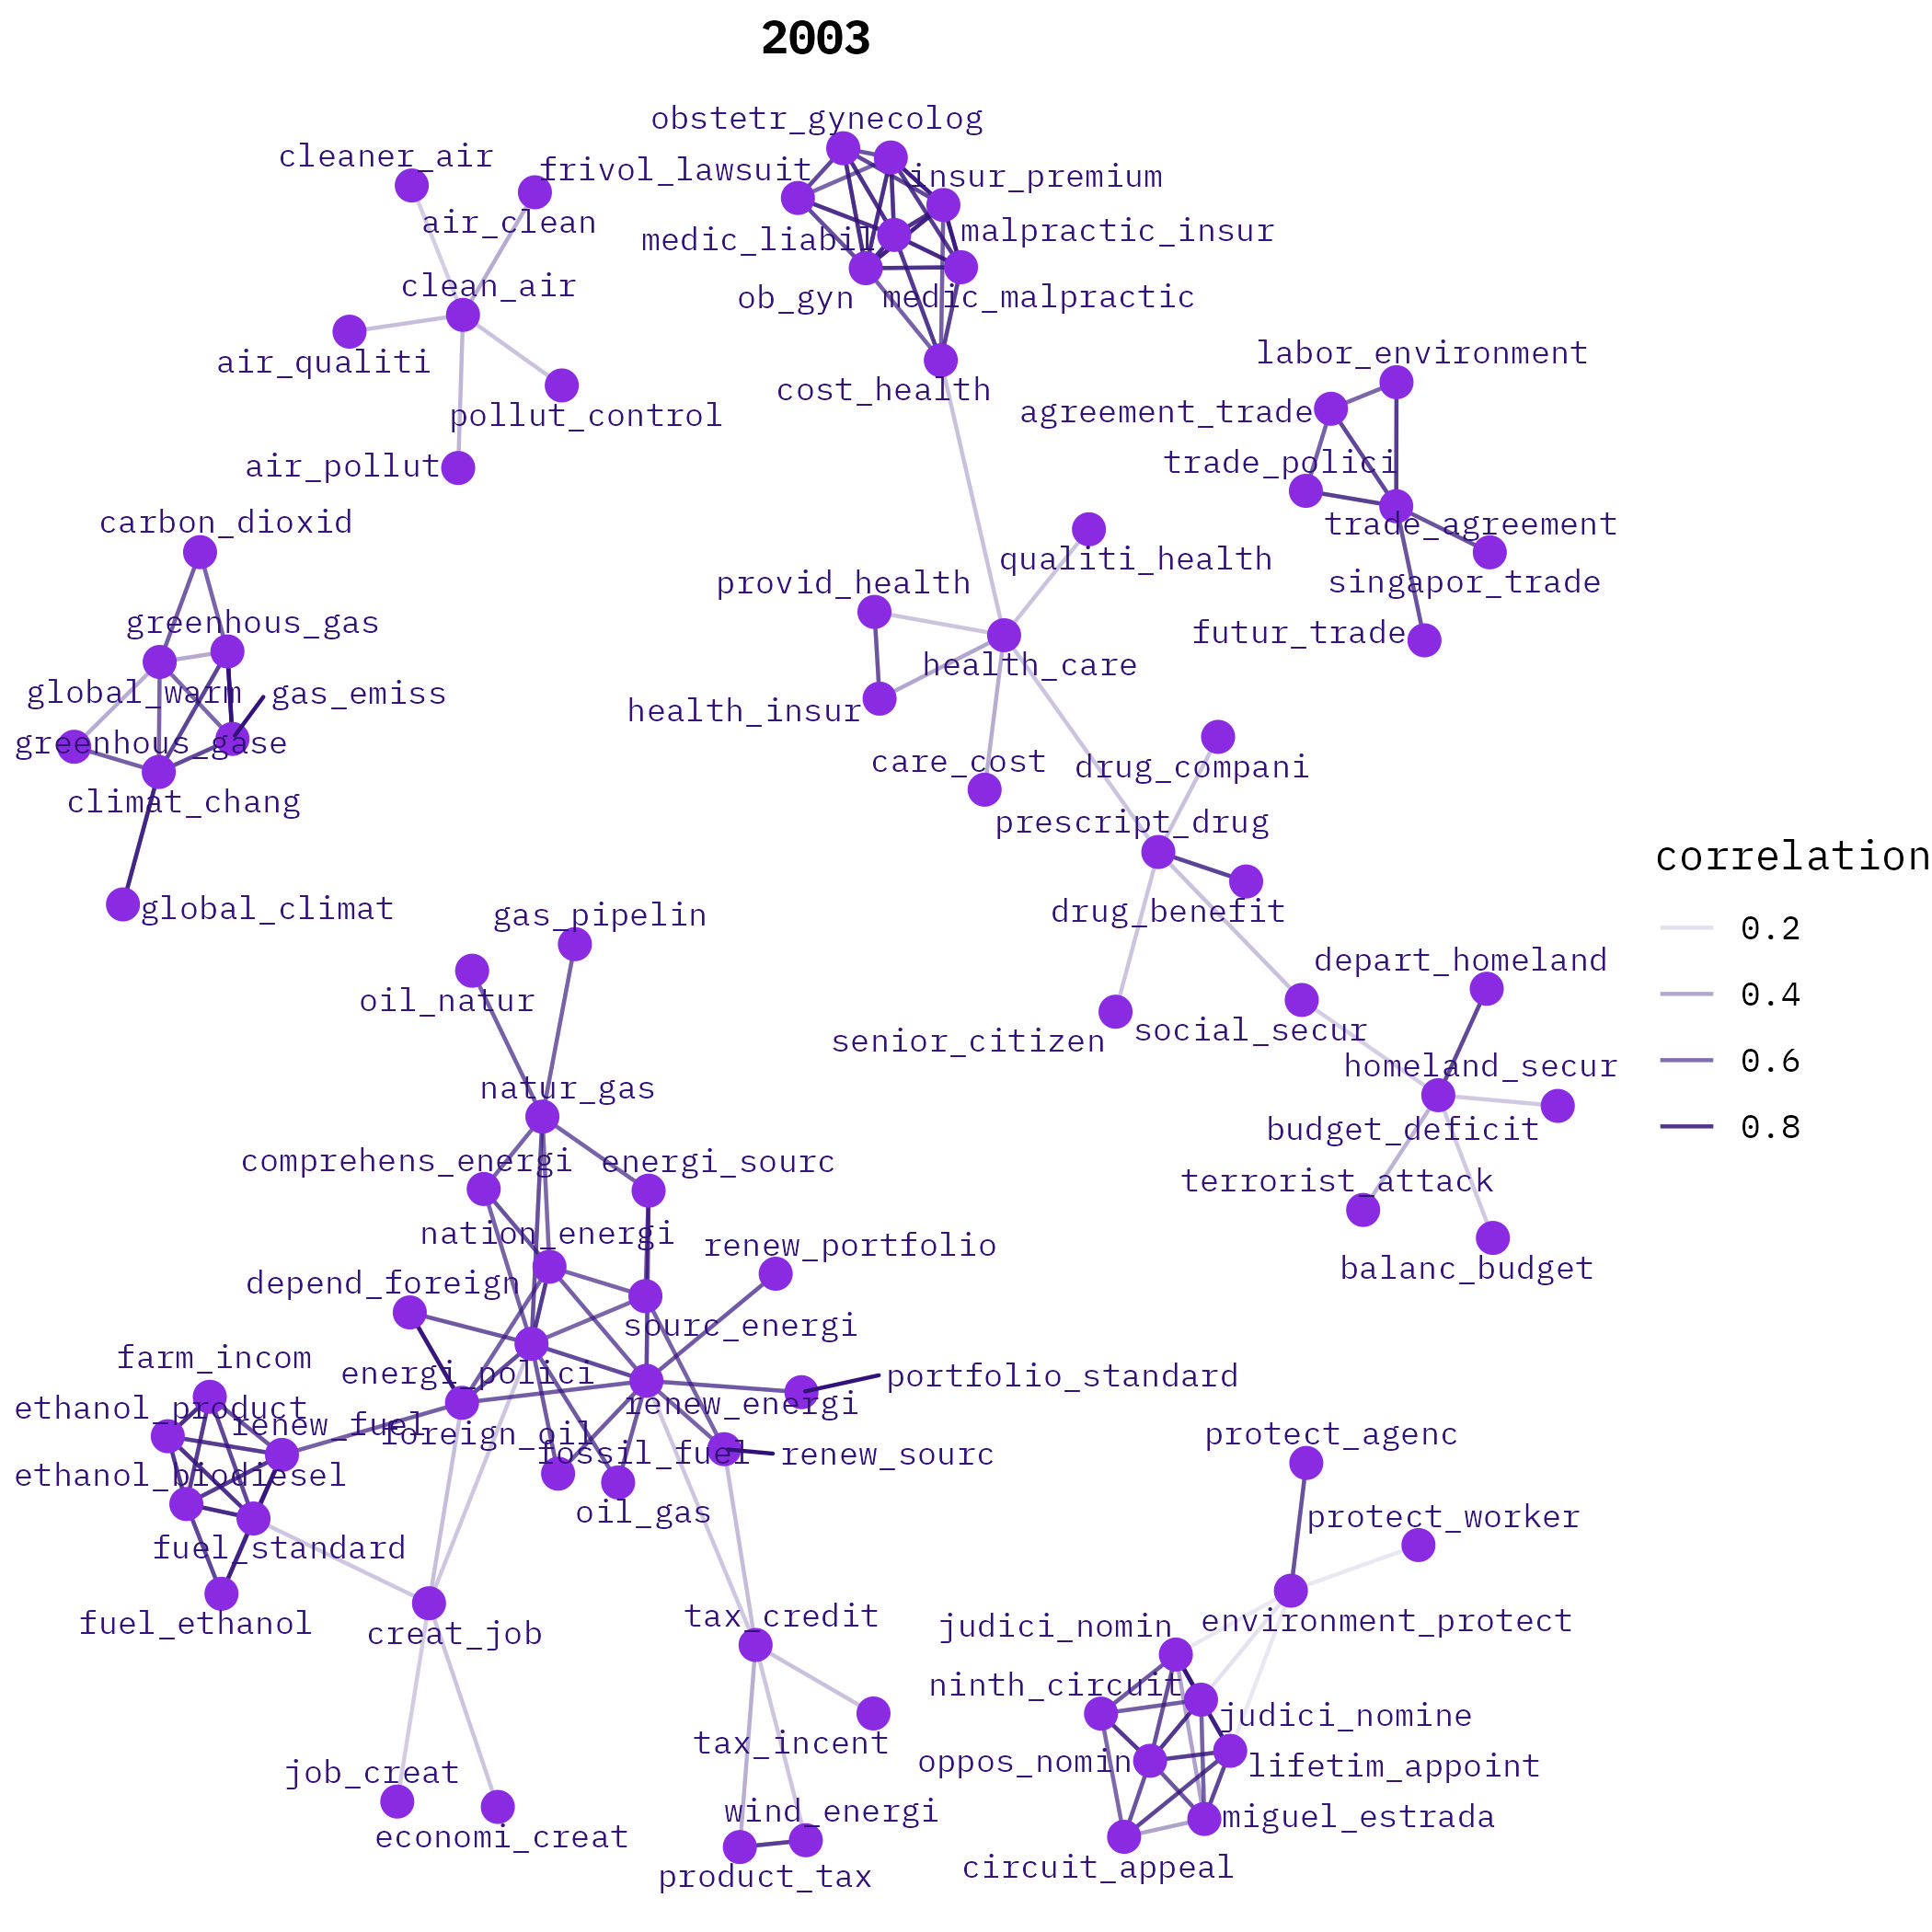 2003
obstetr_gynecolog
cleaner_air
frivol_lawsuit
insur_premium
air_clean
malpractic_insur
medic_liabil
clean_air
ob_gyn
medic_malpractic
labor_environment
air_qualiti
cost_health
agreement_trade
pollut_control
trade_polici
air_pollut
carbon_dioxid
trade_agreement
qualiti_health
provid_health
singapor_trade
greenhous_gas
futur_trade
health_care
global_warm
gas_emiss
health_insur
greenhous_gase
care_cost
drug_compani
climat_chang
prescript_drug
correlation
global_climat
gas_pipelin
drug_benefit
0.2
depart_homeland
oil_natur
0.4
senior_citizen
social_secur
homeland_secur
0.6
natur_gas
budget_deficit
0.8
comprehens_energi
energi_sourc
terrorist_attack
nation_energi
renew_portfolio
balanc_budget
depend_foreign
sourc_energi
farm_incom
energi_polici
portfolio_standard
ethanol_product
renew_energi
renew_fuel
foreign_oil
protect_agenc
fossil_fuel
renew_sourc
ethanol_biodiesel
oil_gas
protect_worker
fuel_standard
fuel_ethanol
creat_job
tax_credit
judici_nomin
environment_protect
ninth_circuit
judici_nomine
tax_incent
oppos_nomin
lifetim_appoint
job_creat
wind_energi
miguel_estrada
economi_creat
circuit_appeal
product_tax